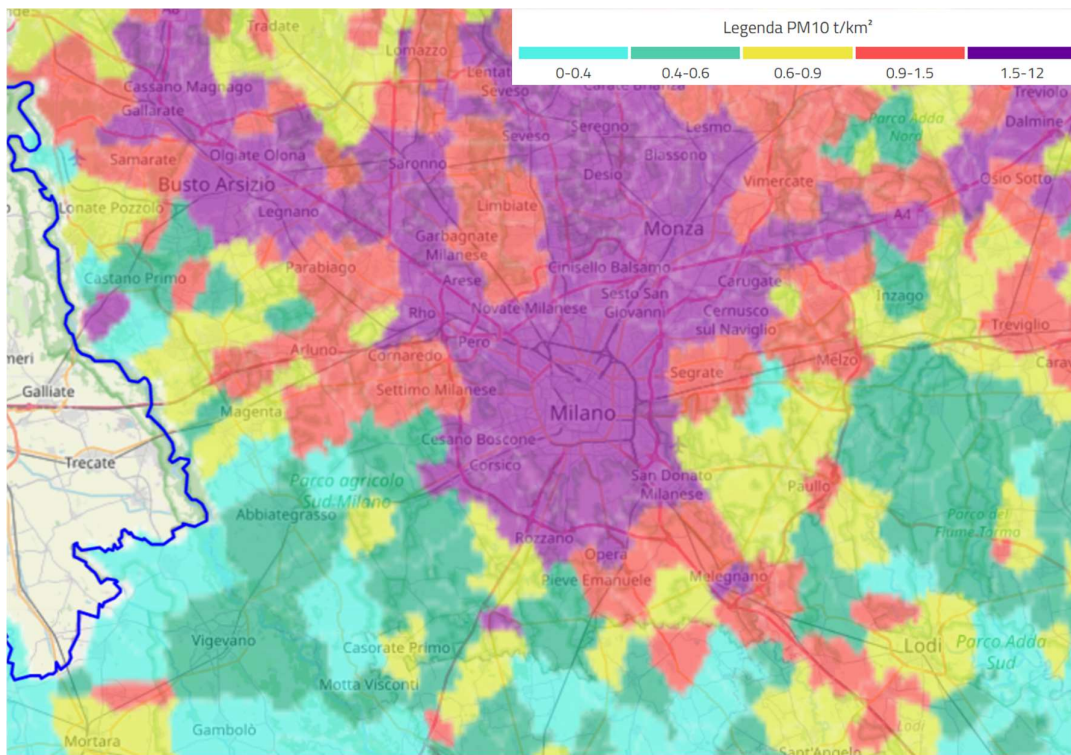 Legenda PM10 t/km²
0-0.4
0.4-0.6
0.6-0.9
0.9-1.5
1.5-12
Tradate
Lomazzo
Cassano Magnago
Gallarate
Seveso
Carate Brianza
Treviolo
Parco Adda
Nord
Dalmine
Seregno
Lesmo
Seveso
Samarate
Olgiate Olona
Saronno
Biassono
Desio
Vimercate
Osio Sotto
Busto Arsizio
Lonate Pozzolo
Legnano
Limbiate
A4
Monza
Garbagnate
Milanese
Parabiago
Castano Primo
Cinisello Balsamo
Arese
Carugate
Sesto San
Giovanni
Inzago
Rho
Novate Milanese
Cernusco
sul Naviglio
Treviglio
Pero
Arluno
Cornaredo
Melzo
Segrate
Galliate
Settimo Milanese
Magenta
Milano
Cesano Boscone
Trecate
Corsico
Parco agricolo
Sud Milano
San Donato
Milanese
Paullo
Abbiategrasso
Parco del
Fiume Tormo
Rozzano
Opera
Pieve Emanuele
Melegnano
Vigevano
Casorate Primo
Lodi
Parco Adda
Sud
Motta Visconti
Gambolò
Lodi
Mortara
Sant'Angelo